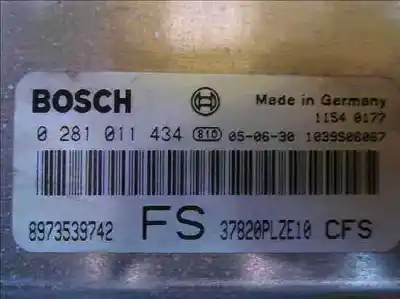 BOSCH Made in Germany
1154 0177
0 281 011 434 810 05-06-30 1039S06067
8973539742 FS 37820PLZE10 CFS